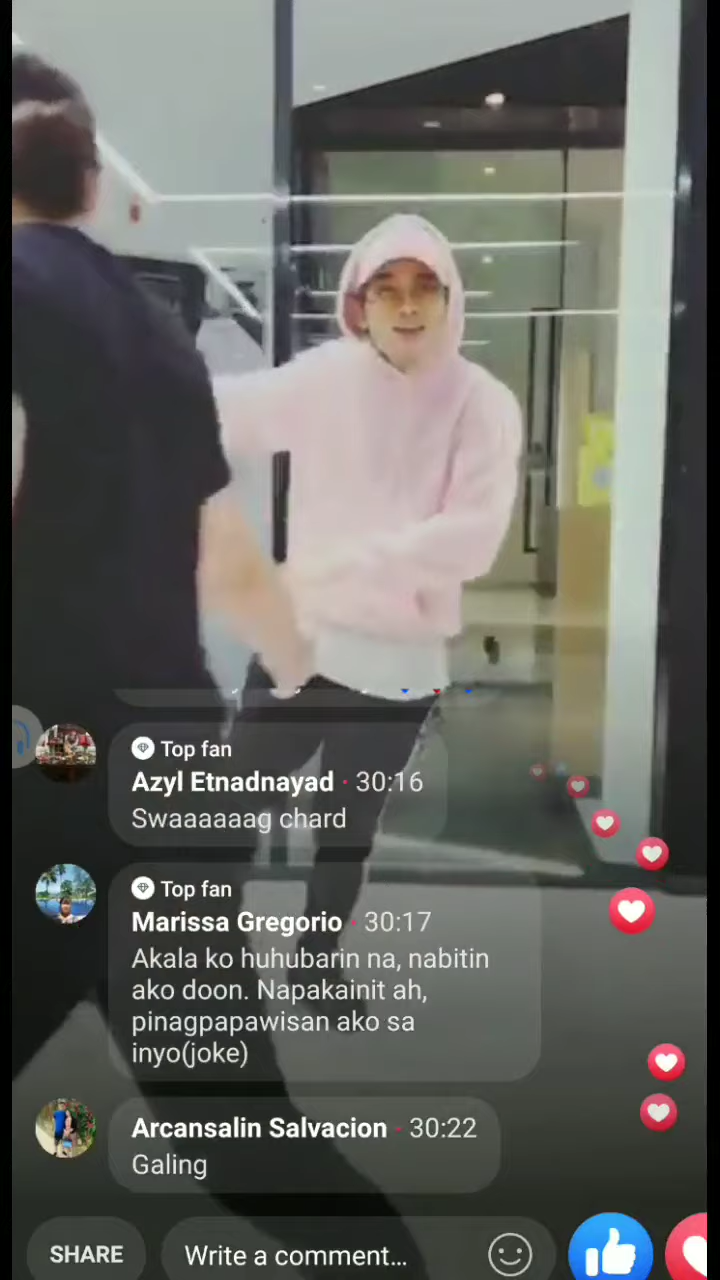 Top fan
Azyl Etnadnayad · 30:16
Swaaaaaag chard
Top fan
Marissa Gregorio · 30:17
Akala ko huhubarin na, nabitin
ako doon. Napakainit ah,
pinagpapawisan ako sa
inyo(joke)
Arcansalin Salvacion · 30:22
Galing
SHARE
Write a comment...